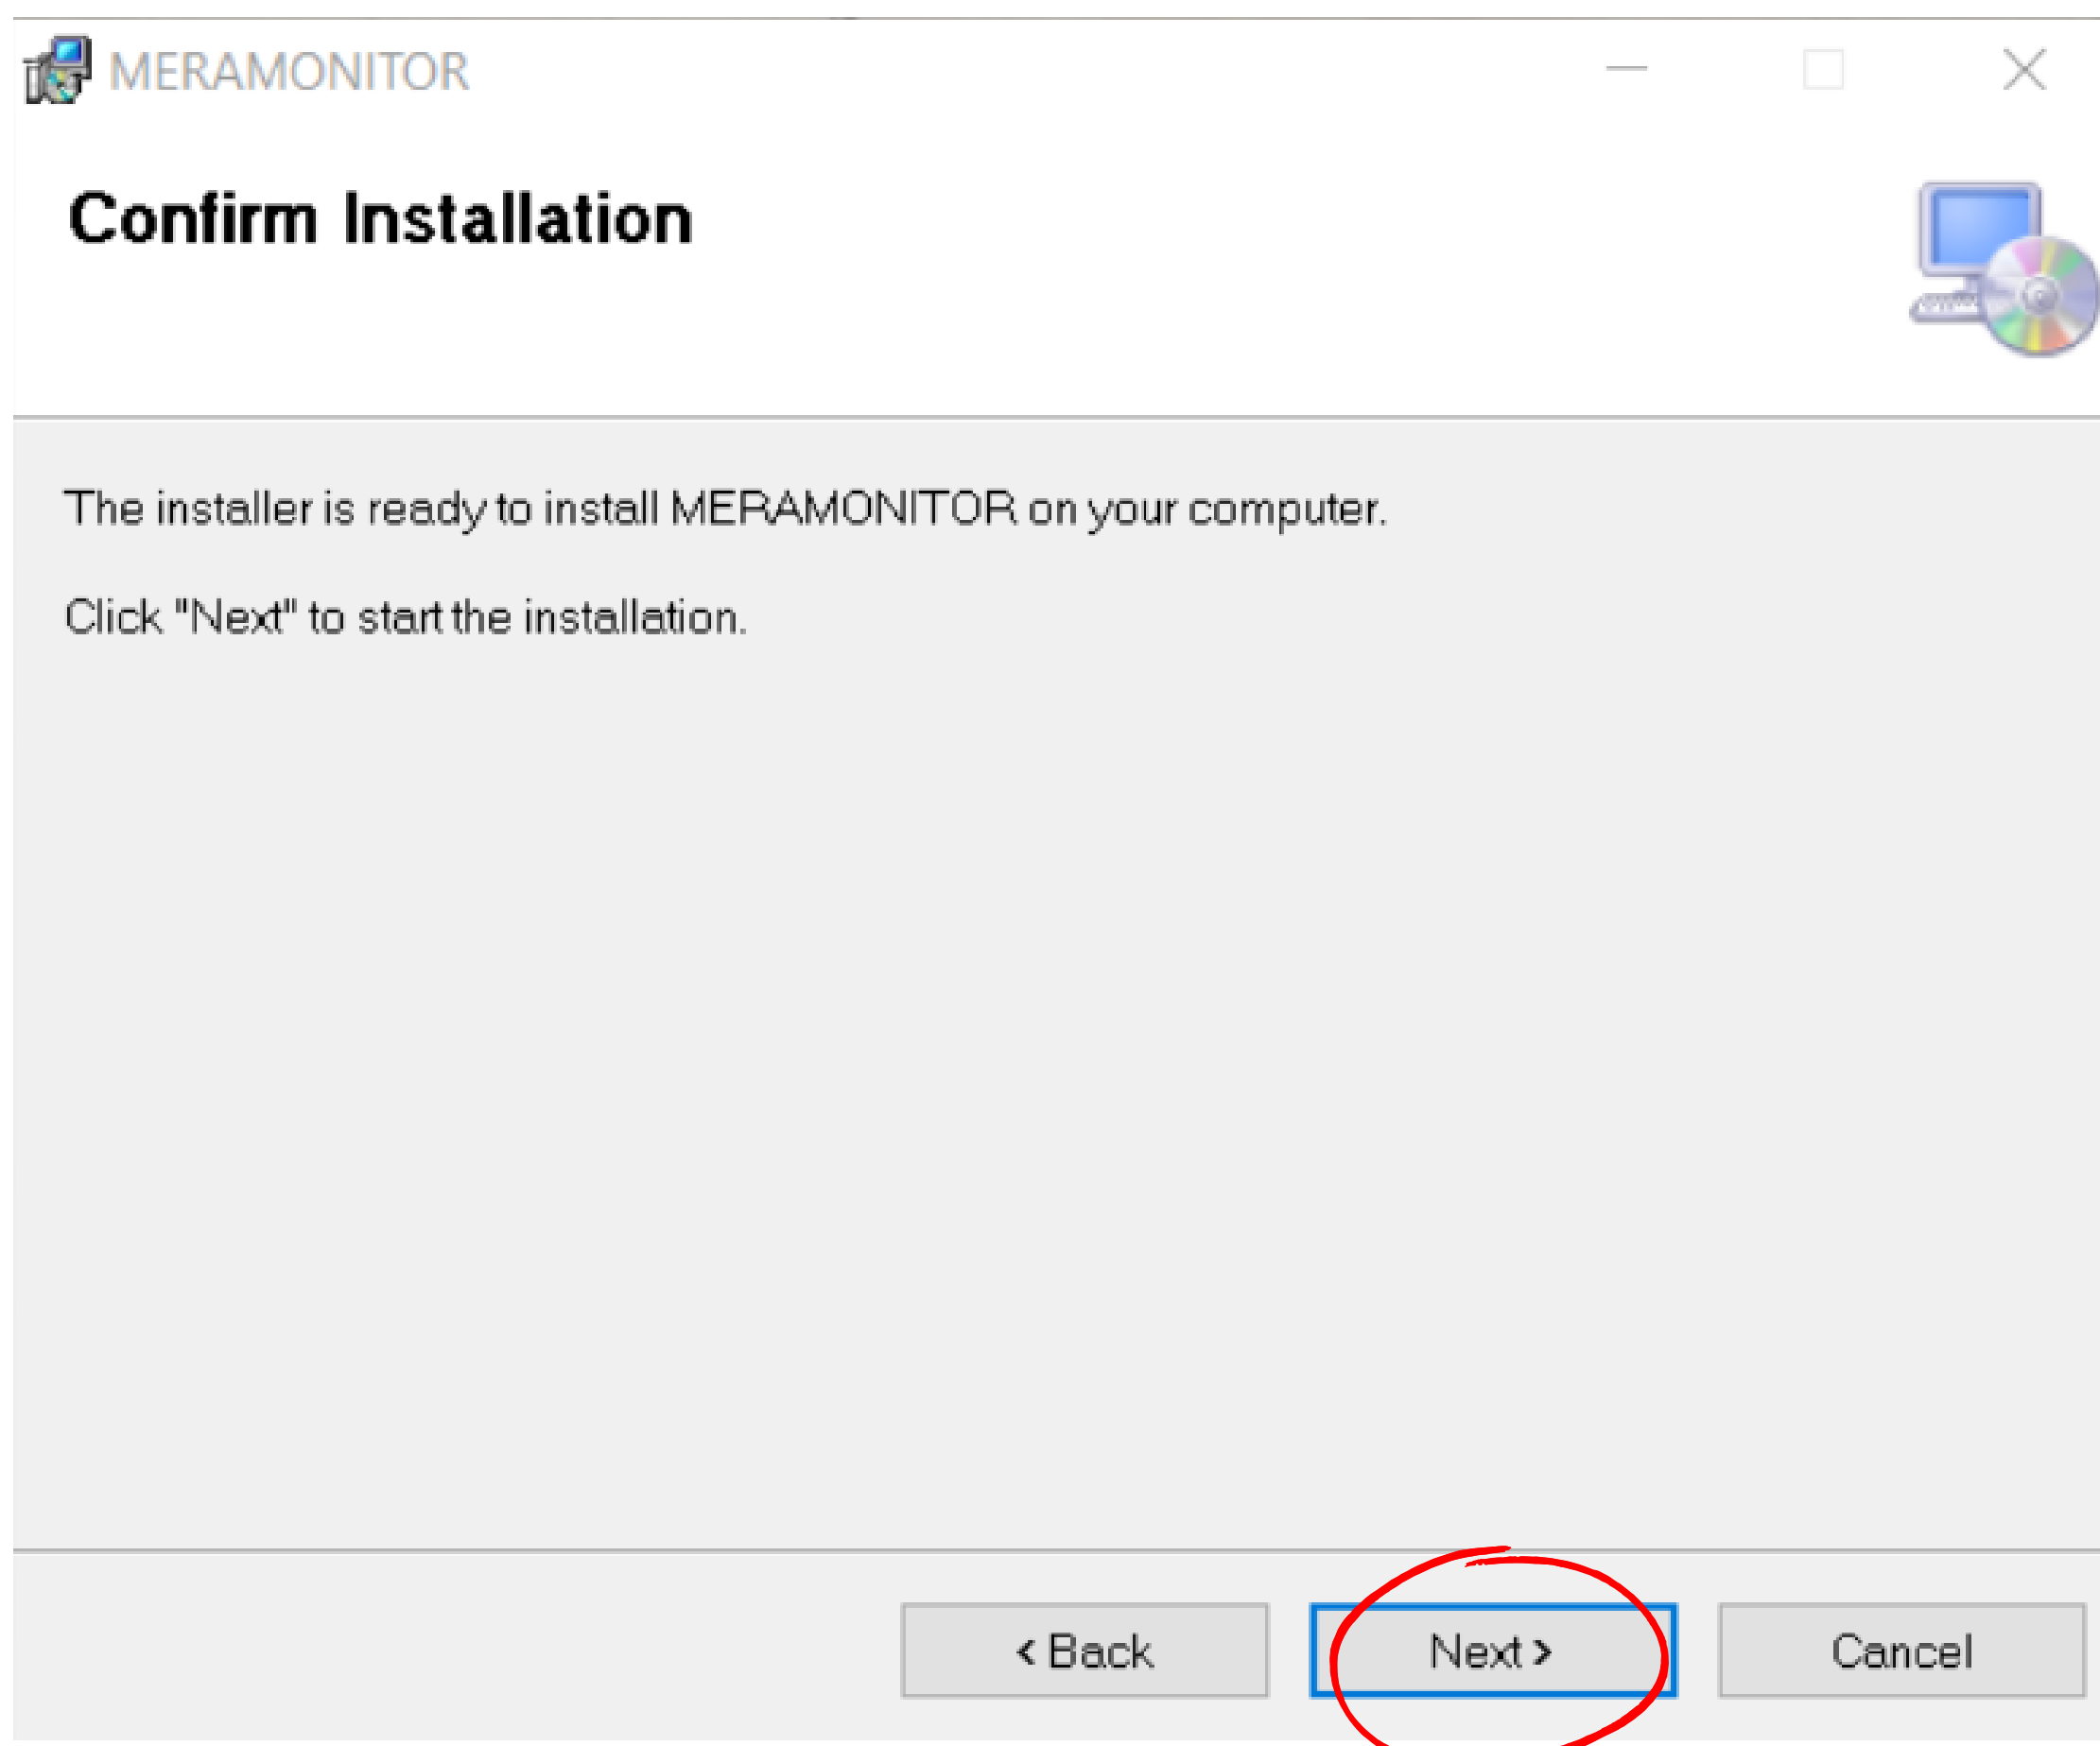 MERAMONITOR
Confirm Installation
The installer is ready to install MERAMONITOR on your computer.
Click "Next" to start the installation.
< Back
Next >
Cancel